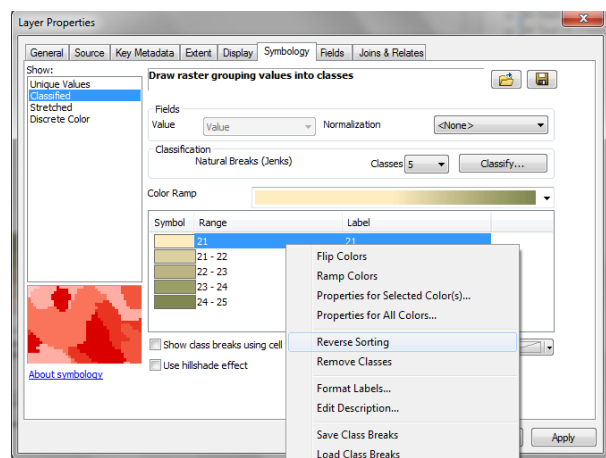 Layer Properties
x
General Source Key Metadata Extent Display Symbology Fields Joins & Relates
Show:
Unique Values
Classified
Stretched
Discrete Color
Draw raster grouping values into classes
Fields
Value Value Normalization <None>
Classification
Natural Breaks (Jenks) Classes 5 Classify...
Color Ramp
Symbol Range Label
21 21
21 - 22
22 - 23
23 - 24
24 - 25
Flip Colors
Ramp Colors
Properties for Selected Color(s)...
Properties for All Colors...
Reverse Sorting
Remove Classes
Format Labels...
Edit Description...
Save Class Breaks
Load Class Breaks
Show class breaks using cell
Use hillshade effect
About symbology
Apply